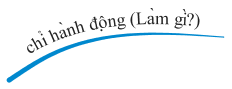 chỉ hành động (Làm gì?)